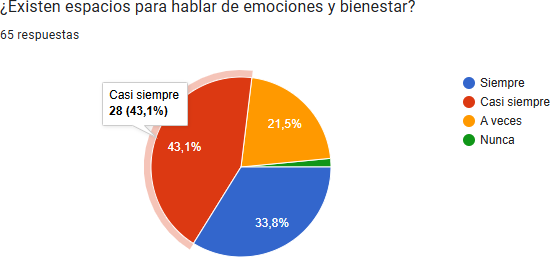 ¿Existen espacios para hablar de emociones y bienestar?
65 respuestas
Casi siempre
28 (43,1%)
43,1%
21,5%
33,8%
Siempre
Casi siempre
A veces
Nunca